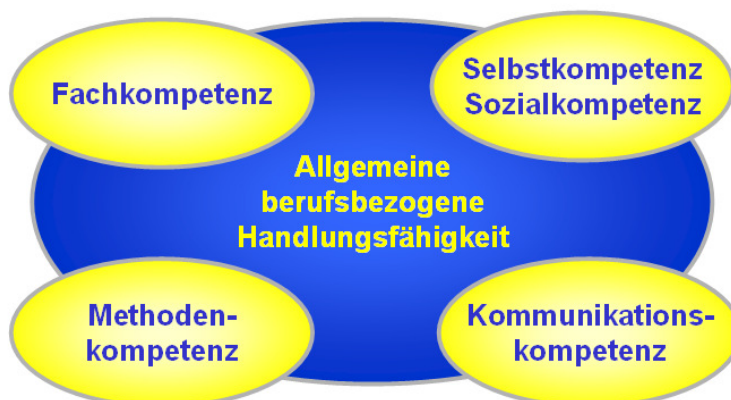 Fachkompetenz
Selbstkompetenz
Sozialkompetenz
Allgemeine
berufsbezogene
Handlungsfähigkeit
Methoden-
kompetenz
Kommunikations-
kompetenz